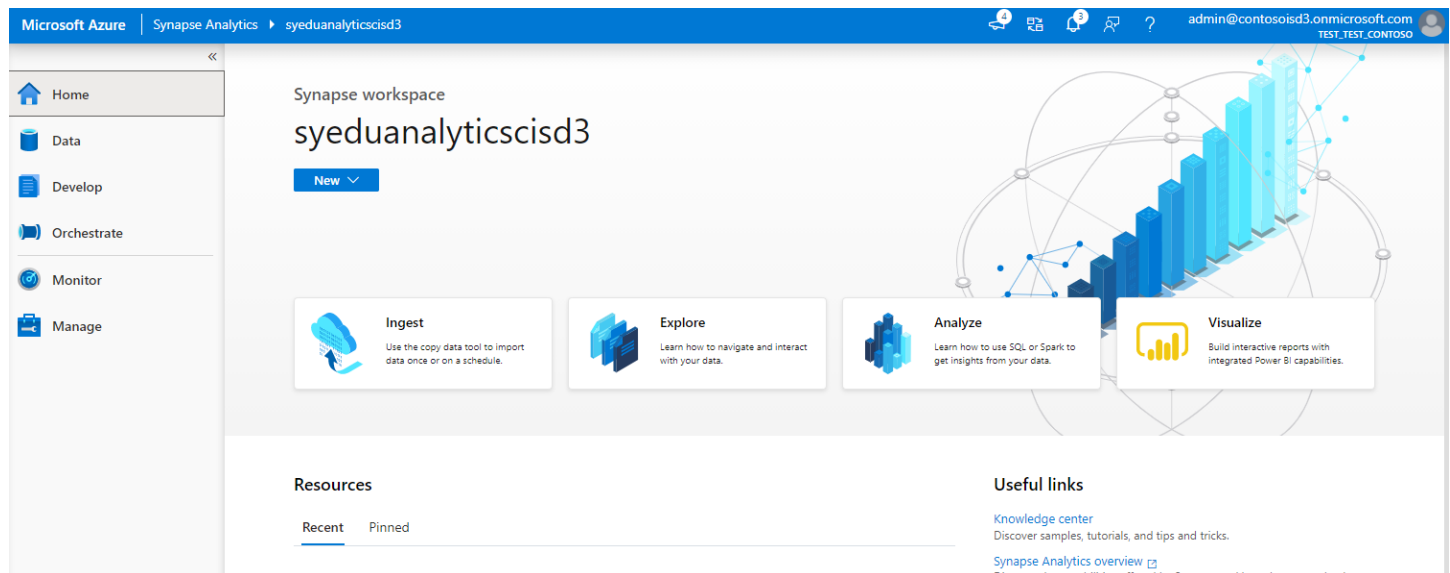 Microsoft Azure Synapse Analytics syeduanalyticscisd3 4 3 ? admin@contosoisd3.onmicrosoft.com
TEST_TEST_CONTOSO
«
Home
Data
Develop
Orchestrate
Monitor
Manage
Synapse workspace
syeduanalyticscisd3
New
Ingest
Use the copy data tool to import
data once or on a schedule.
Explore
Learn how to navigate and interact
with your data.
Analyze
Learn how to use SQL or Spark to
get insights from your data.
Visualize
Build interactive reports with
integrated Power BI capabilities.
Resources
Recent Pinned
Useful links
Knowledge center
Discover samples, tutorials, and tips and tricks.
Synapse Analytics overview